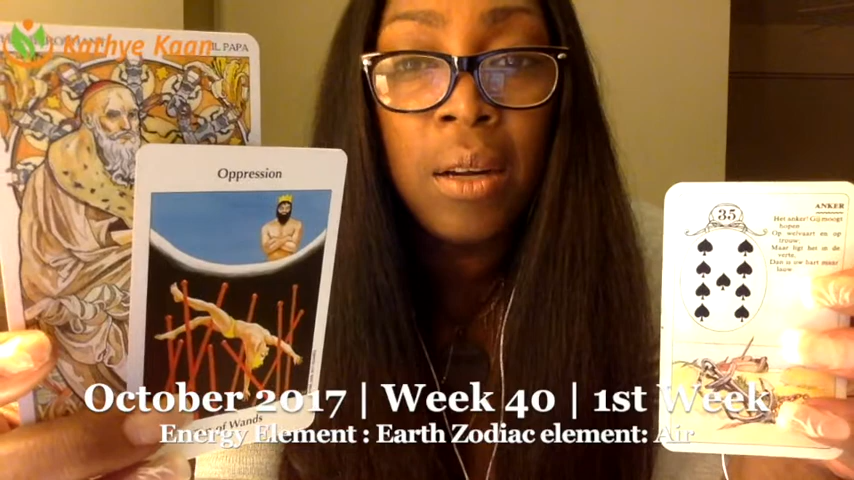 Kathye Kaan
IL PAPA
Oppression
of Wands
35
ANKER
Het anker! Gij moogt
hopen
Op welvaart en op
trouw;
Maar ligt het in de
verte,
Dan is uw hart maar
lauw.
October 2017 | Week 40 | 1st Week
Energy Element : Earth Zodiac element: Air